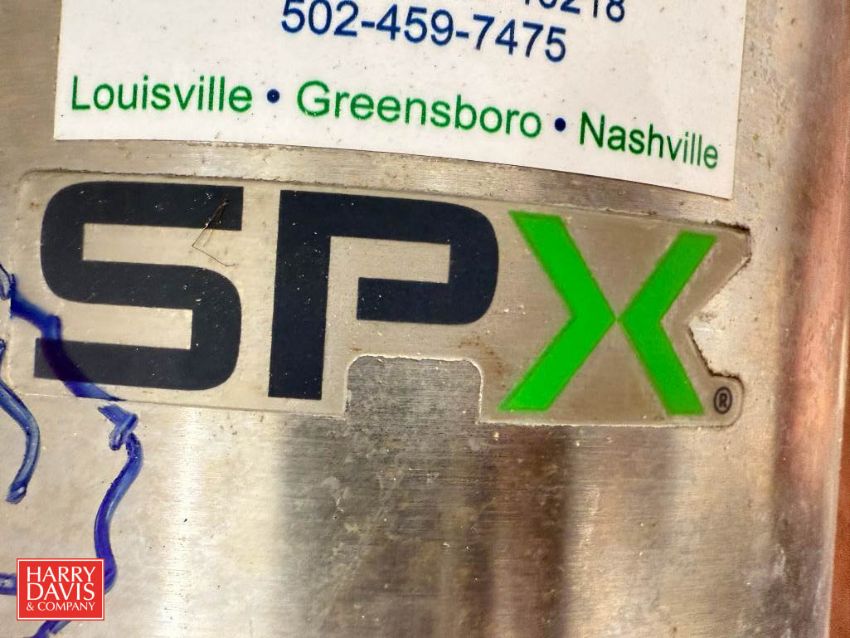 502-459-7475
Louisville • Greensboro • Nashville
SPX®
HARRY
DAVIS
& COMPANY